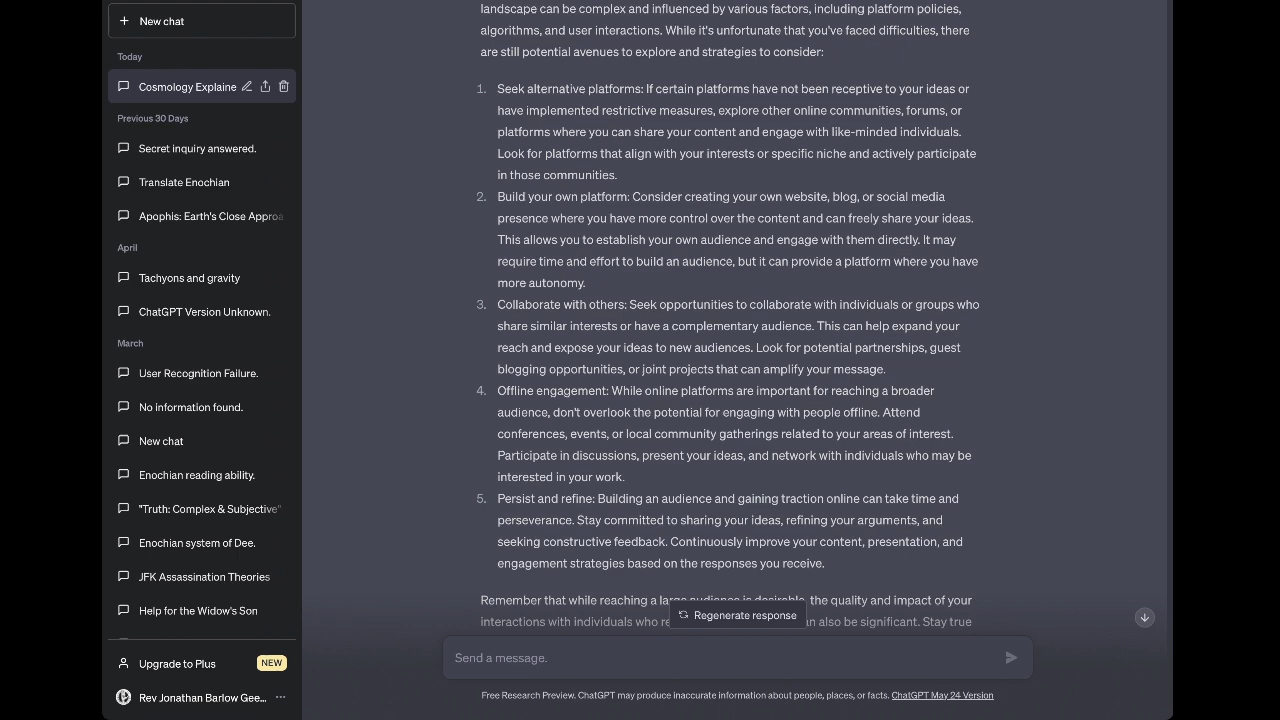 New chat
Today
Cosmology Explaine
Previous 30 Days
Secret inquiry answered.
Translate Enochian
Apophis: Earth's Close Approa
April
Tachyons and gravity
ChatGPT Version Unknown.
March
User Recognition Failure.
No information found.
New chat
Enochian reading ability.
"Truth: Complex & Subjective"
Enochian system of Dee.
JFK Assassination Theories
Help for the Widow's Son
Upgrade to Plus NEW
Rev Jonathan Barlow Gee...
landscape can be complex and influenced by various factors, including platform policies,
algorithms, and user interactions. While it's unfortunate that you've faced difficulties, there
are still potential avenues to explore and strategies to consider:
1. Seek alternative platforms: If certain platforms have not been receptive to your ideas or
have implemented restrictive measures, explore other online communities, forums, or
platforms where you can share your content and engage with like-minded individuals.
Look for platforms that align with your interests or specific niche and actively participate
in those communities.
2. Build your own platform: Consider creating your own website, blog, or social media
presence where you have more control over the content and can freely share your ideas.
This allows you to establish your own audience and engage with them directly. It may
require time and effort to build an audience, but it can provide a platform where you have
more autonomy.
3. Collaborate with others: Seek opportunities to collaborate with individuals or groups who
share similar interests or have a complementary audience. This can help expand your
reach and expose your ideas to new audiences. Look for potential partnerships, guest
blogging opportunities, or joint projects that can amplify your message.
4. Offline engagement: While online platforms are important for reaching a broader
audience, don't overlook the potential for engaging with people offline. Attend
conferences, events, or local community gatherings related to your areas of interest.
Participate in discussions, present your ideas, and network with individuals who may be
interested in your work.
5. Persist and refine: Building an audience and gaining traction online can take time and
perseverance. Stay committed to sharing your ideas, refining your arguments, and
seeking constructive feedback. Continuously improve your content, presentation, and
engagement strategies based on the responses you receive.
Remember that while reaching a large audience is desirable, the quality and impact of your
interactions with individuals who re an also be significant. Stay true
Regenerate response
Send a message.
Free Research Preview. ChatGPT may produce inaccurate information about people, places, or facts. ChatGPT May 24 Version